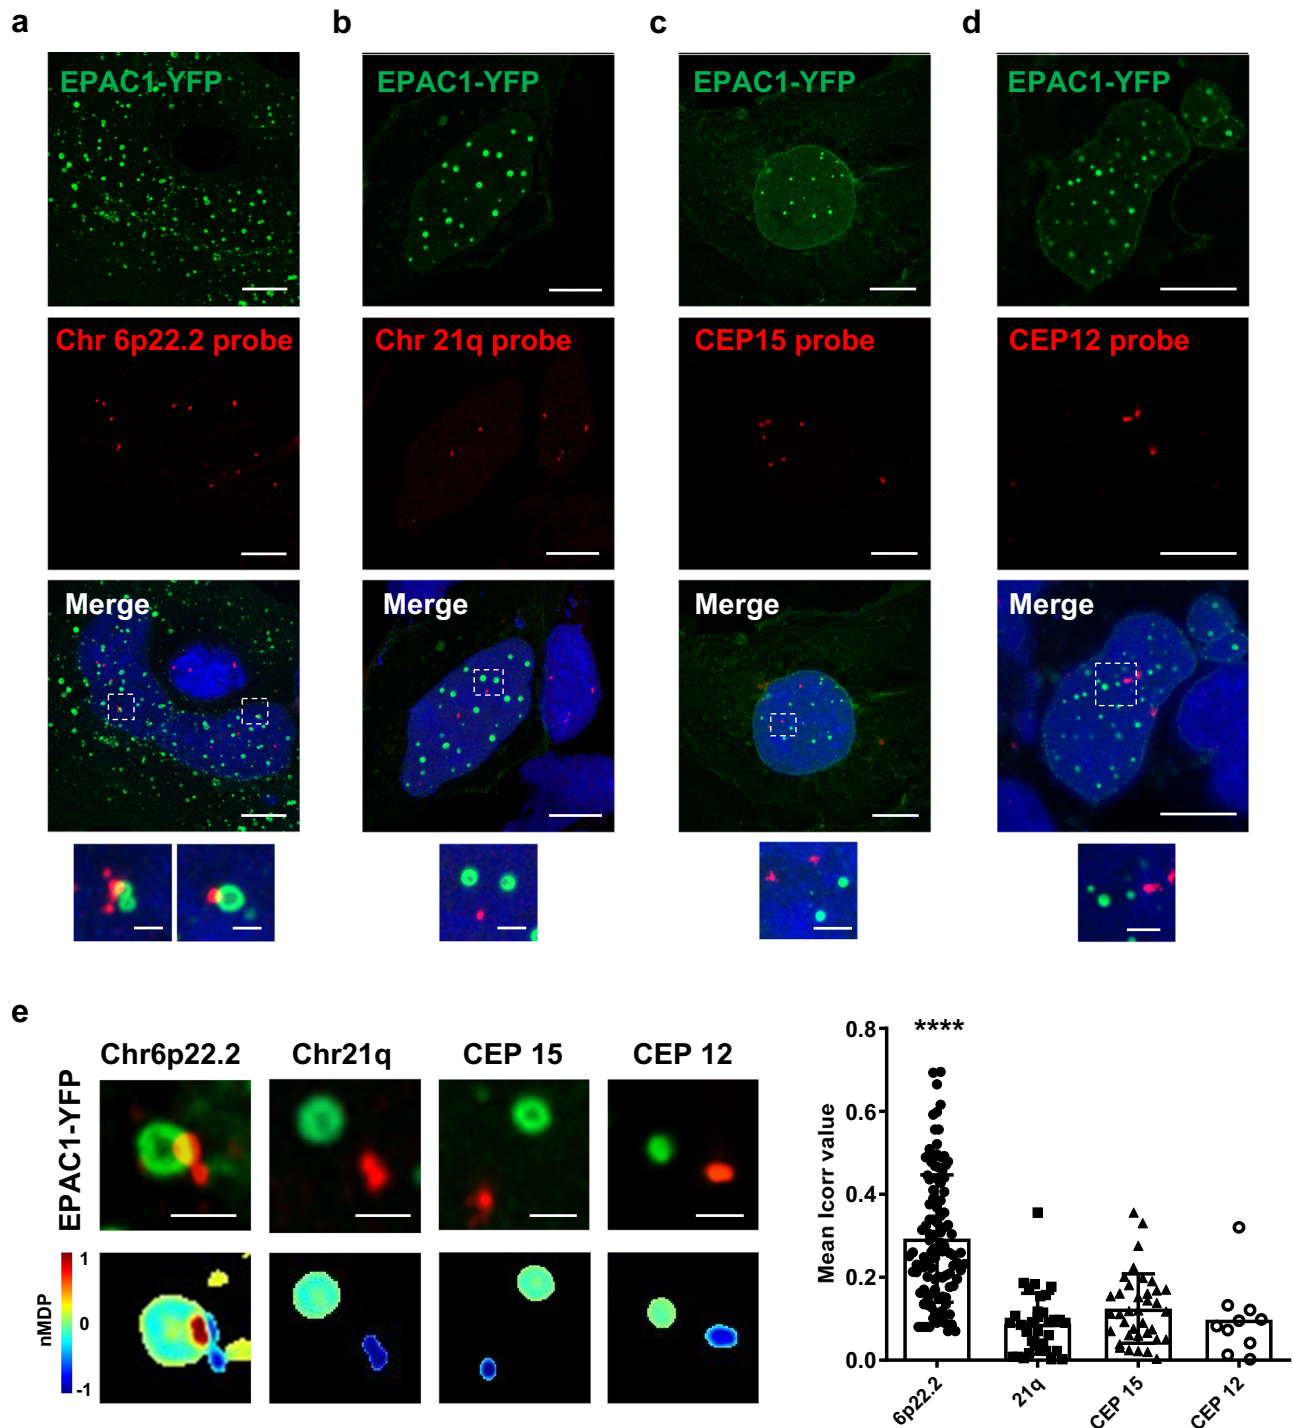 a b c d
EPAC1-YFP EPAC1-YFP EPAC1-YFP EPAC1-YFP
Chr 6p22.2 probe Chr 21q probe CEP15 probe CEP12 probe
Merge Merge Merge Merge
e
Chr6p22.2 Chr21q CEP 15 CEP 12
EPAC1-YFP
nMDP
1
0
-1
****
Mean Icorr value
0.8
0.6
0.4
0.2
0.0
6p22.2 21q CEP 15 CEP 12